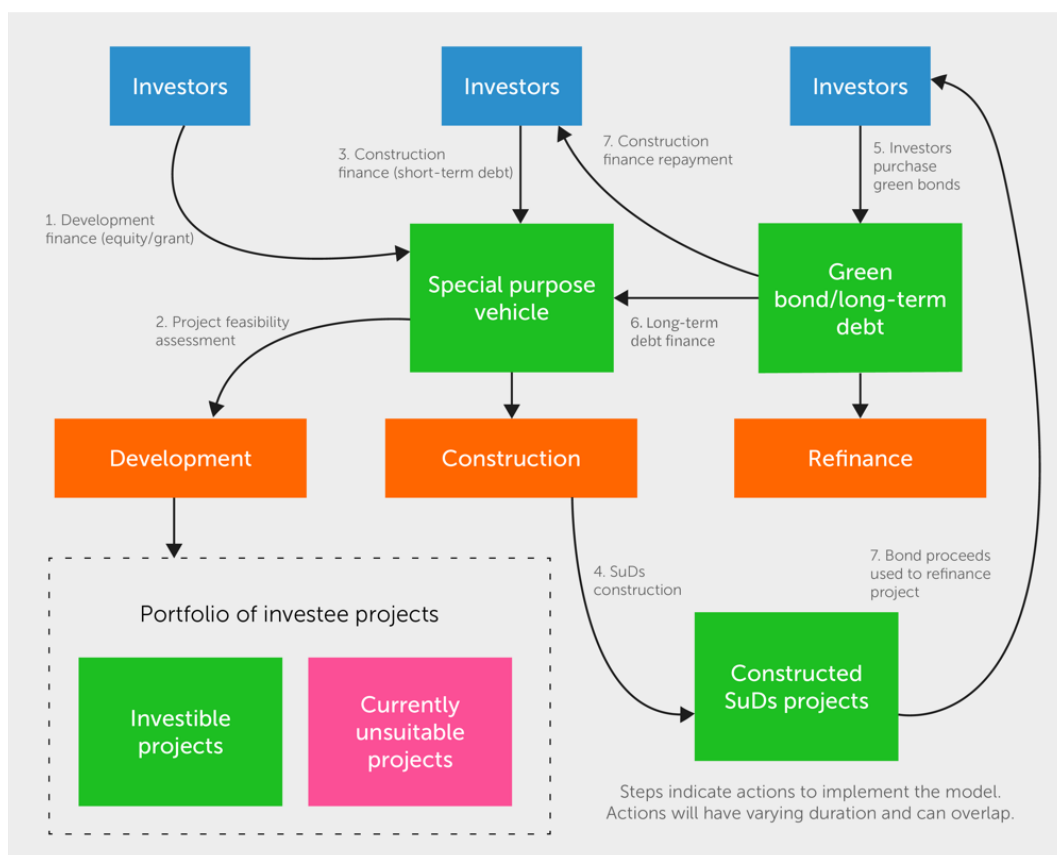 Investors
Investors
Investors
3. Construction
finance (short-term debt)
7. Construction
finance repayment
5. Investors
purchase
green bonds
1. Development
finance (equity/grant)
Special purpose
vehicle
Green
bond/long-term
debt
2. Project feasibility
assessment
6. Long-term
debt finance
Development
Construction
Refinance
4. SuDs
construction
7. Bond proceeds
used to refinance
project
Portfolio of investee projects
Investible
projects
Currently
unsuitable
projects
Constructed
SuDs projects
Steps indicate actions to implement the model.
Actions will have varying duration and can overlap.